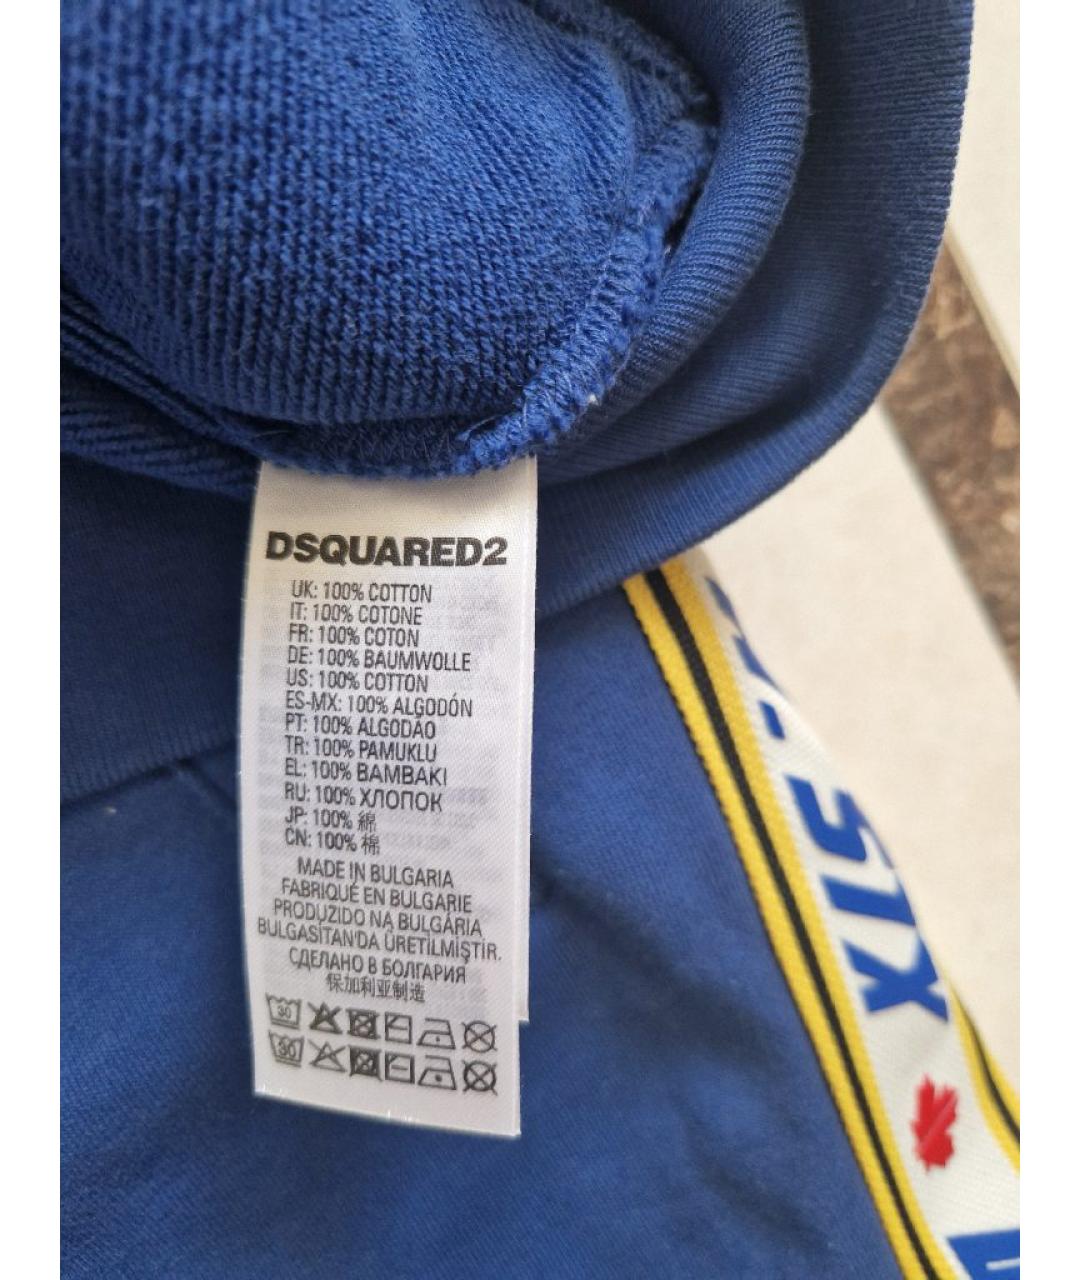 DSQUARED2
UK: 100% COTTON
IT: 100% COTONE
FR: 100% COTON
DE: 100% BAUMWOLLE
US: 100% COTTON
ES-MX: 100% ALGODÓN
PT: 100% ALGODÃO
TR: 100% PAMUKLU
EL: 100% BAMBAKI
RU: 100% ХЛОПОК
JP: 100% 綿
CN: 100% 棉
MADE IN BULGARIA
FABRIQUÉ EN BULGARIE
PRODUZIDO NA BULGÁRIA
BULGASİTAN'DA ÜRETİLMİŞTİR.
СДЕЛАНО В БОЛГАРИЯ
保加利亚制造
30
30
SIX